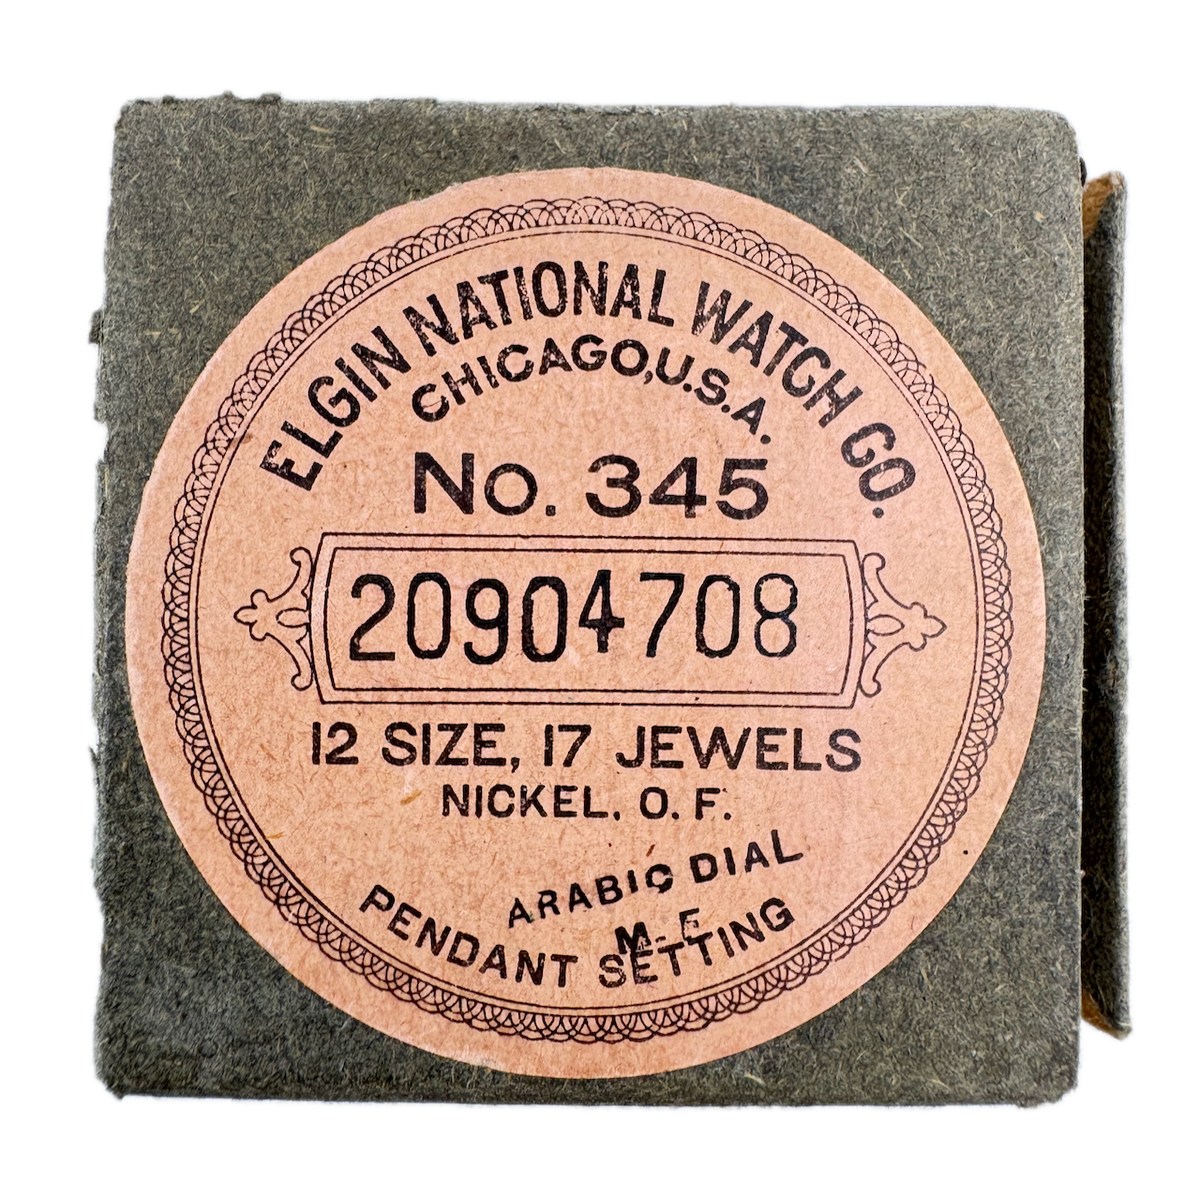 ELGIN NATIONAL WATCH CO.
CHICAGO, U.S.A.
No. 345
20904708
12 SIZE, 17 JEWELS
NICKEL. O. F.
ARABIC DIAL
M-F
PENDANT SETTING